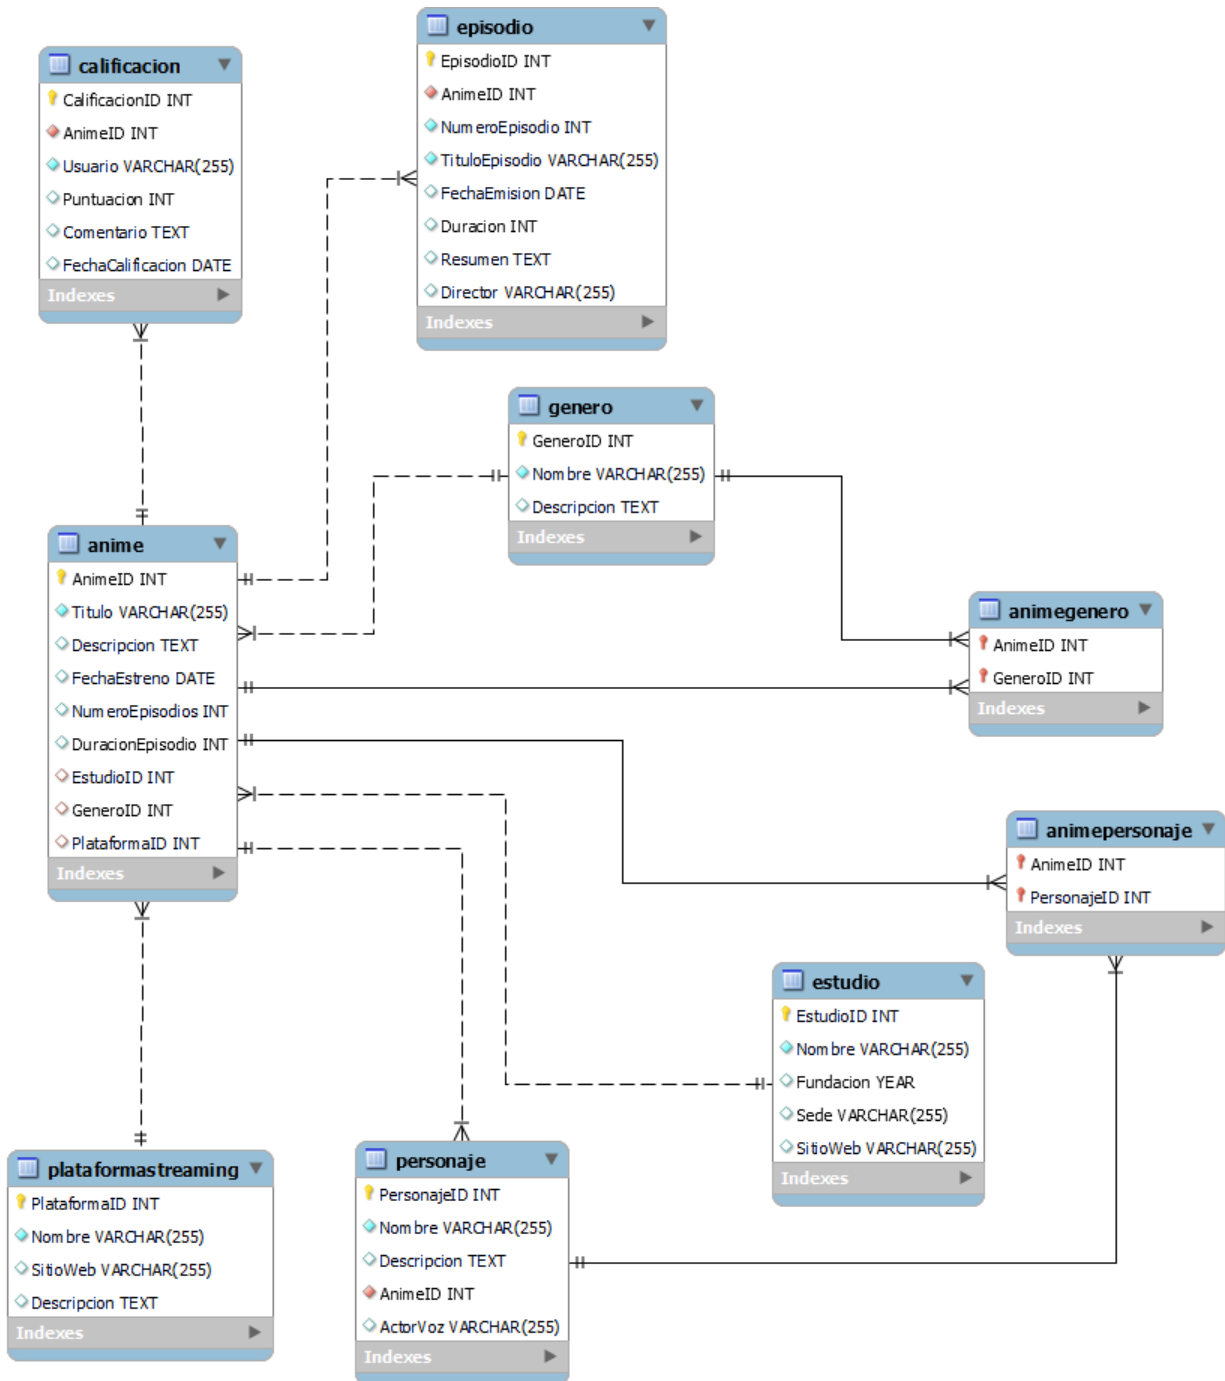 episodio
EpisodioID INT
AnimeID INT
NumeroEpisodio INT
TituloEpisodio VARCHAR(255)
FechaEmision DATE
Duracion INT
Resumen TEXT
Director VARCHAR(255)
Indexes
calificacion
CalificacionID INT
AnimeID INT
Usuario VARCHAR(255)
Puntuacion INT
Comentario TEXT
FechaCalificacion DATE
Indexes
genero
GeneroID INT
Nombre VARCHAR(255)
Descripcion TEXT
Indexes
anime
AnimeID INT
Titulo VARCHAR(255)
Descripcion TEXT
FechaEstreno DATE
NumeroEpisodios INT
DuracionEpisodio INT
EstudioID INT
GeneroID INT
PlataformaID INT
Indexes
animegenero
AnimeID INT
GeneroID INT
Indexes
animepersonaje
AnimeID INT
PersonajeID INT
Indexes
estudio
EstudioID INT
Nombre VARCHAR(255)
Fundacion YEAR
Sede VARCHAR(255)
SitioWeb VARCHAR(255)
Indexes
plataformastreaming
PlataformaID INT
Nombre VARCHAR(255)
SitioWeb VARCHAR(255)
Descripcion TEXT
Indexes
personaje
PersonajeID INT
Nombre VARCHAR(255)
Descripcion TEXT
AnimeID INT
ActorVoz VARCHAR(255)
Indexes